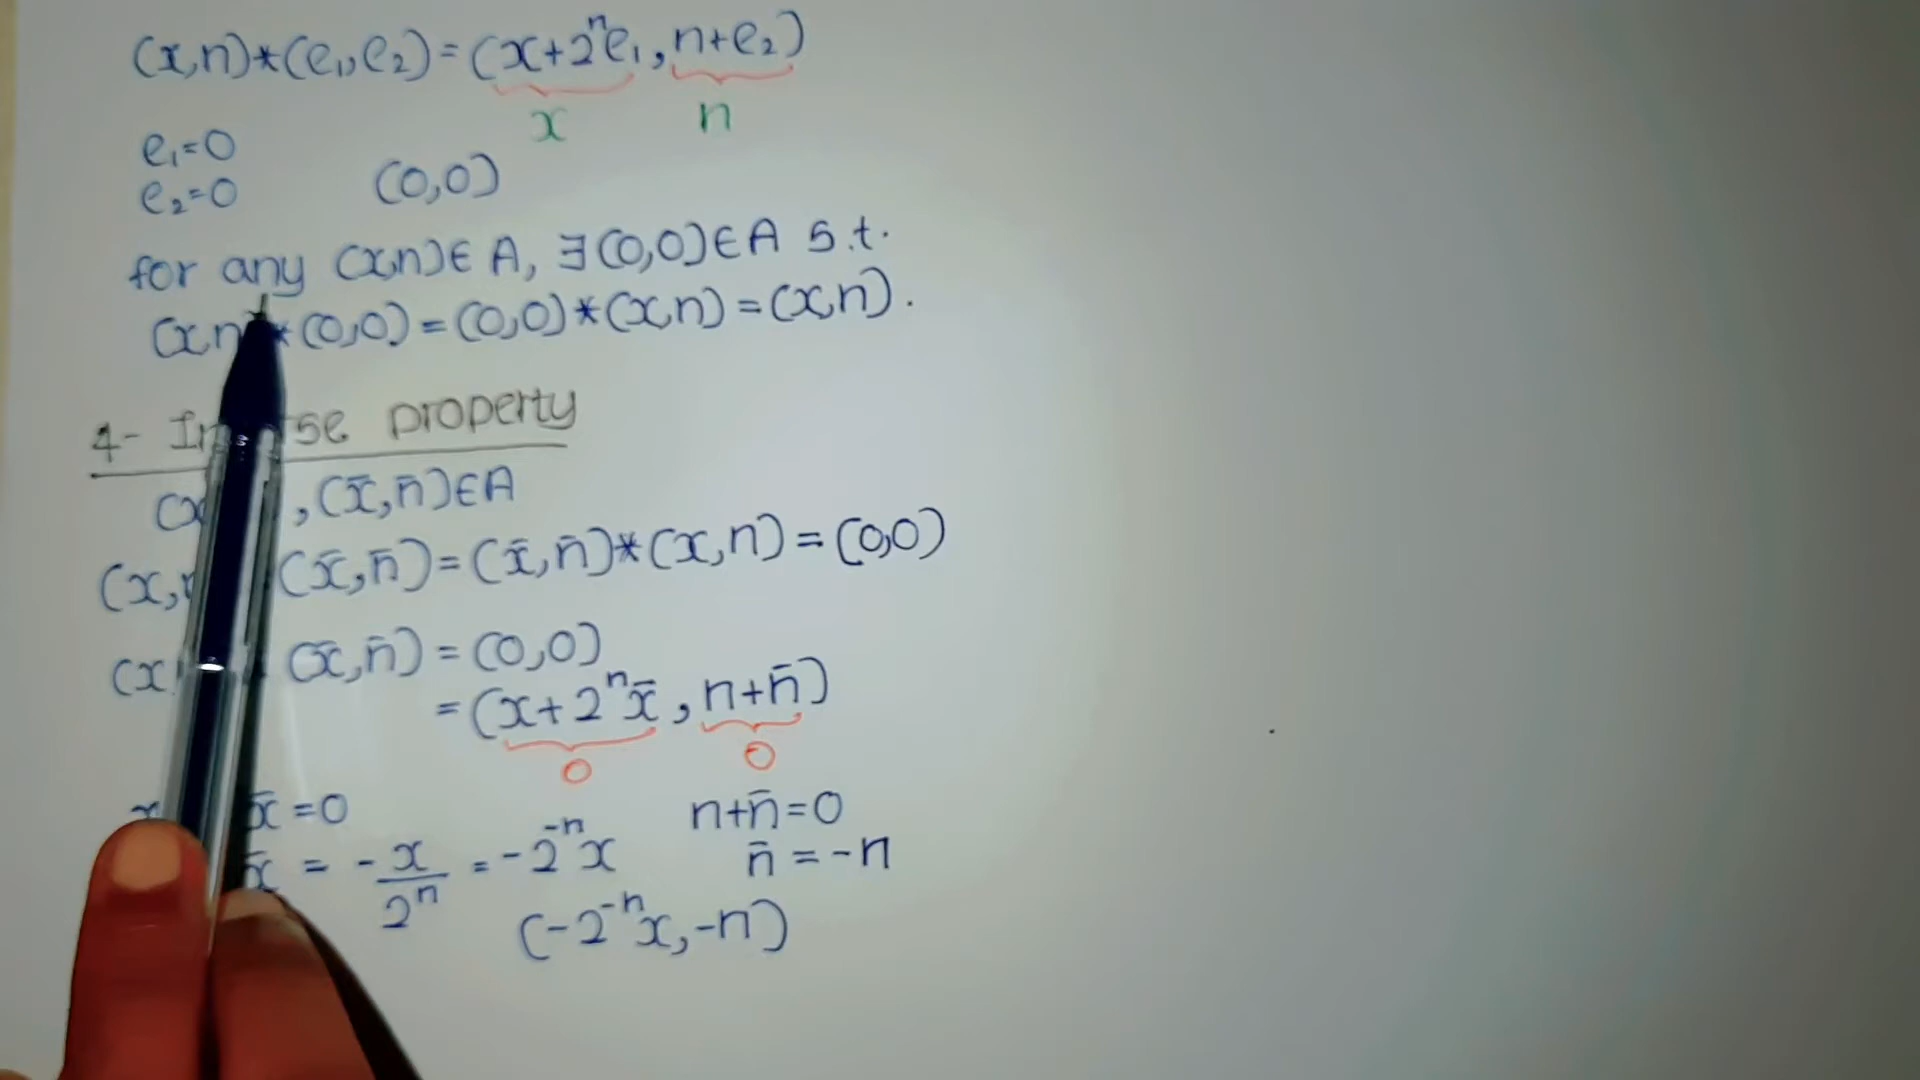 (x,n)*(e₁,e₂)=(x+2ⁿe₁,n+e₂)
x n
e₁=0
e₂=0 (0,0)
for any (x,n)∈A, ∃(0,0)∈A s.t.
(x,n *(0,0)=(0,0)*(x,n)=(x,n).
4- property
(x ,(x̄,n̄)∈A
(x, (x̄,n̄)=(x̄,n̄)*(x,n)=(0,0)
(x (x̄,n̄)=(0,0)
=(x+2ⁿx̄,n+n̄)
0 0
x̄=0 n+n̄=0
x̄ = -x/2ⁿ = -2⁻ⁿx n̄=-n
(-2⁻ⁿx,-n)